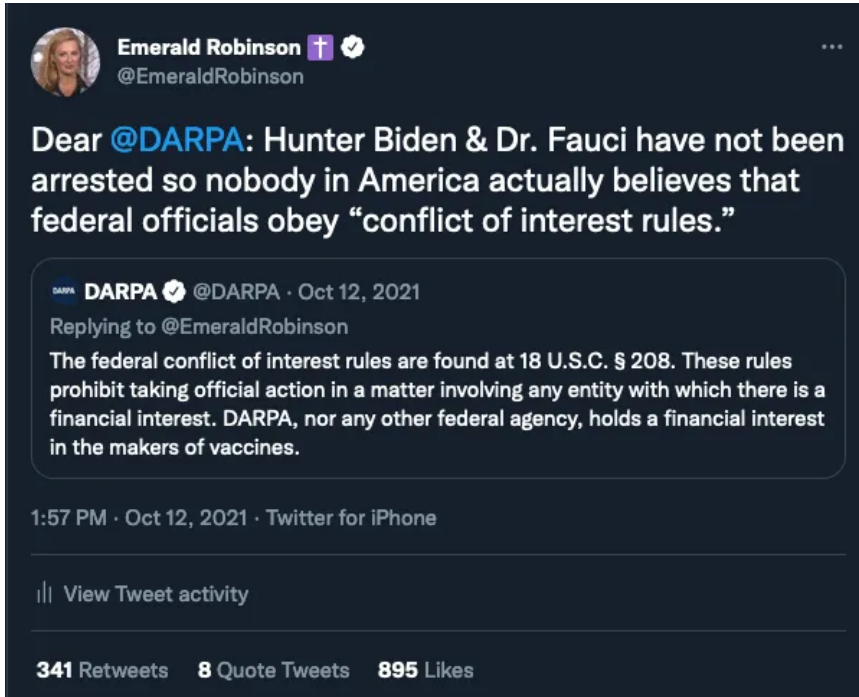 Emerald Robinson ✝️
@EmeraldRobinson
Dear @DARPA: Hunter Biden & Dr. Fauci have not been
arrested so nobody in America actually believes that
federal officials obey “conflict of interest rules.”
DARPA DARPA @DARPA · Oct 12, 2021
Replying to @EmeraldRobinson
The federal conflict of interest rules are found at 18 U.S.C. § 208. These rules
prohibit taking official action in a matter involving any entity with which there is a
financial interest. DARPA, nor any other federal agency, holds a financial interest
in the makers of vaccines.
1:57 PM · Oct 12, 2021 · Twitter for iPhone
View Tweet activity
341 Retweets 8 Quote Tweets 895 Likes